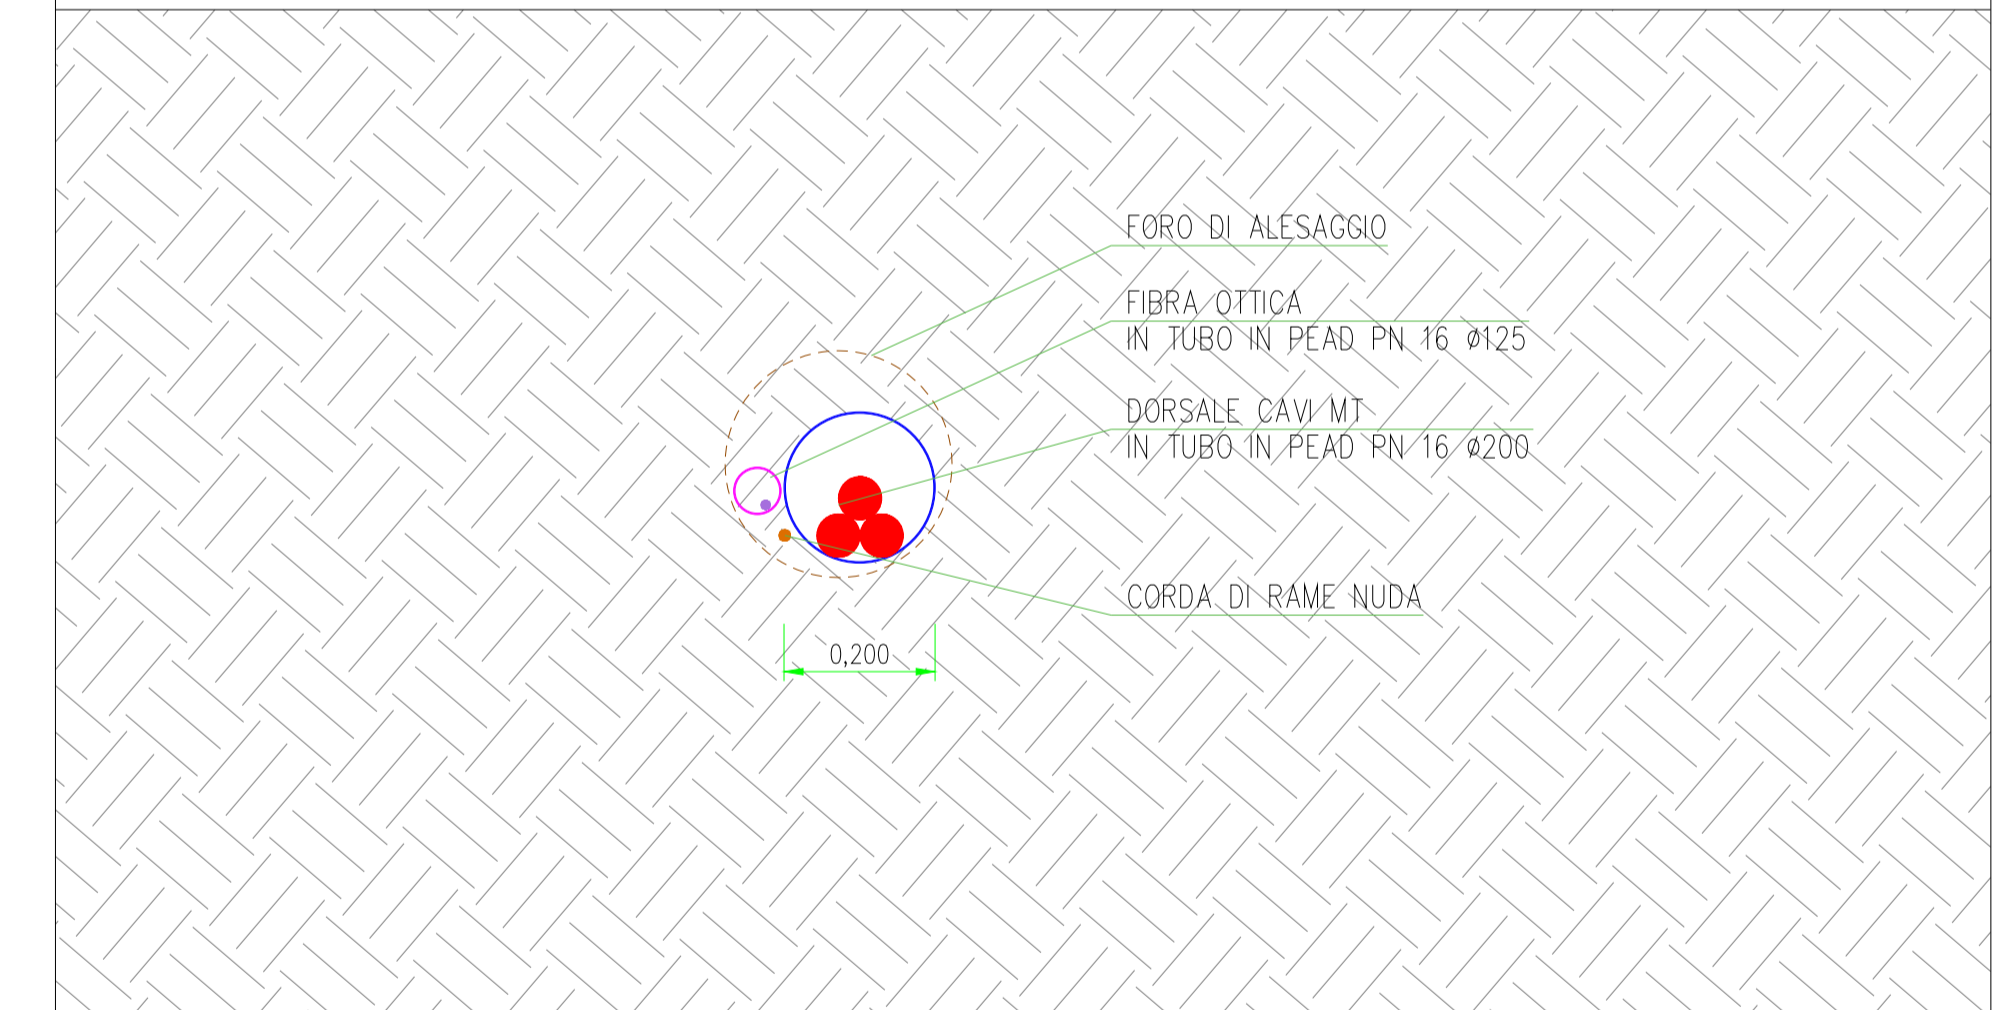 FORO DI ALESAGGIO
FIBRA OTTICA
IN TUBO IN PEAD PN 16 ø125
DORSALE CAVI MT
IN TUBO IN PEAD PN 16 ø200
CORDA DI RAME NUDA
0,200